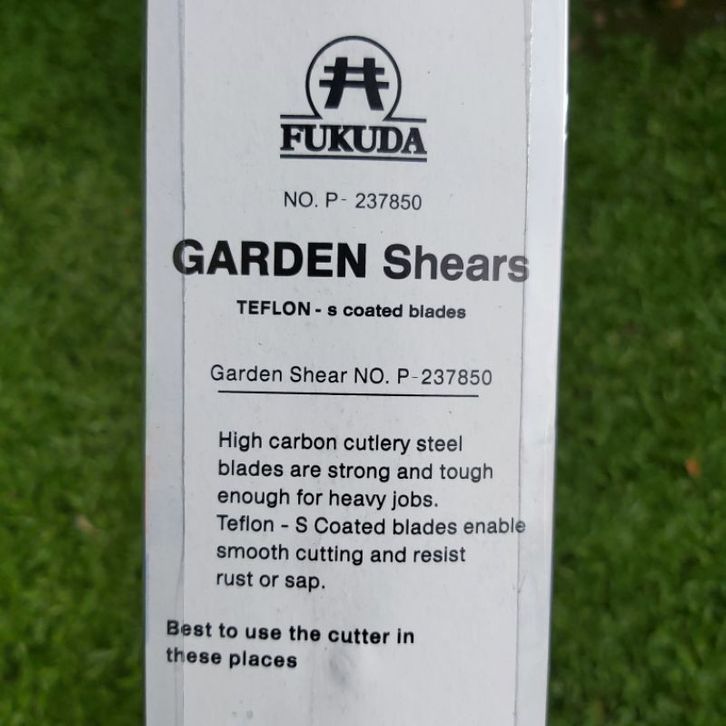 FUKUDA
NO. P- 237850
GARDEN Shears
TEFLON - s coated blades
Garden Shear NO. P-237850
High carbon cutlery steel
blades are strong and tough
enough for heavy jobs.
Teflon - S Coated blades enable
smooth cutting and resist
rust or sap.
Best to use the cutter in
these places